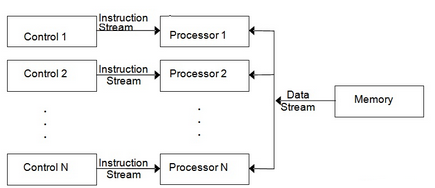 Control 1
Instruction
Stream
Processor 1
Control 2
Instruction
Stream
Processor 2
Data
Stream
Memory
Control N
Instruction
Stream
Processor N